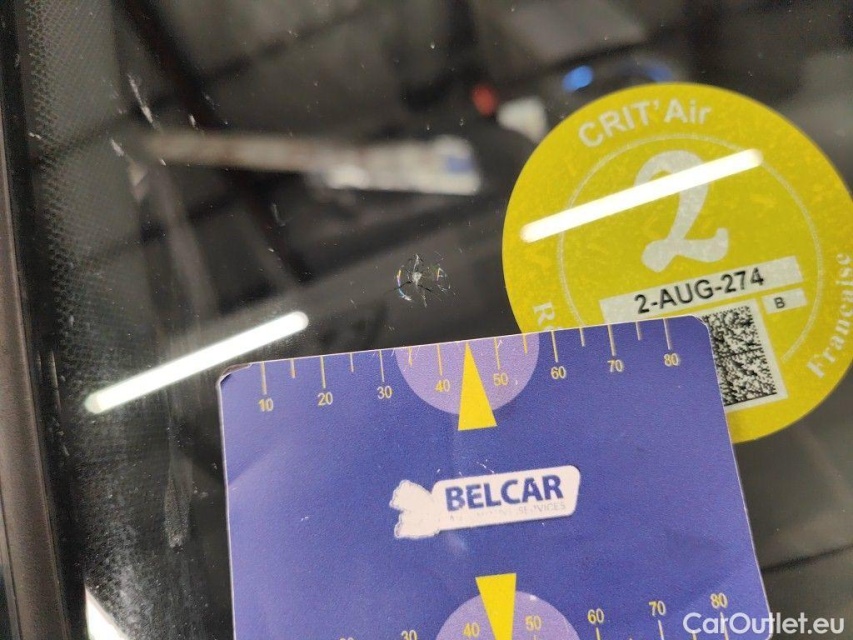 CRIT'Air
2
2-AUG-274
B
Française
10 20 30 40 50 60 70 80
BELCAR
SERVICES
30 40 50 60 70 80
CarOutlet.eu